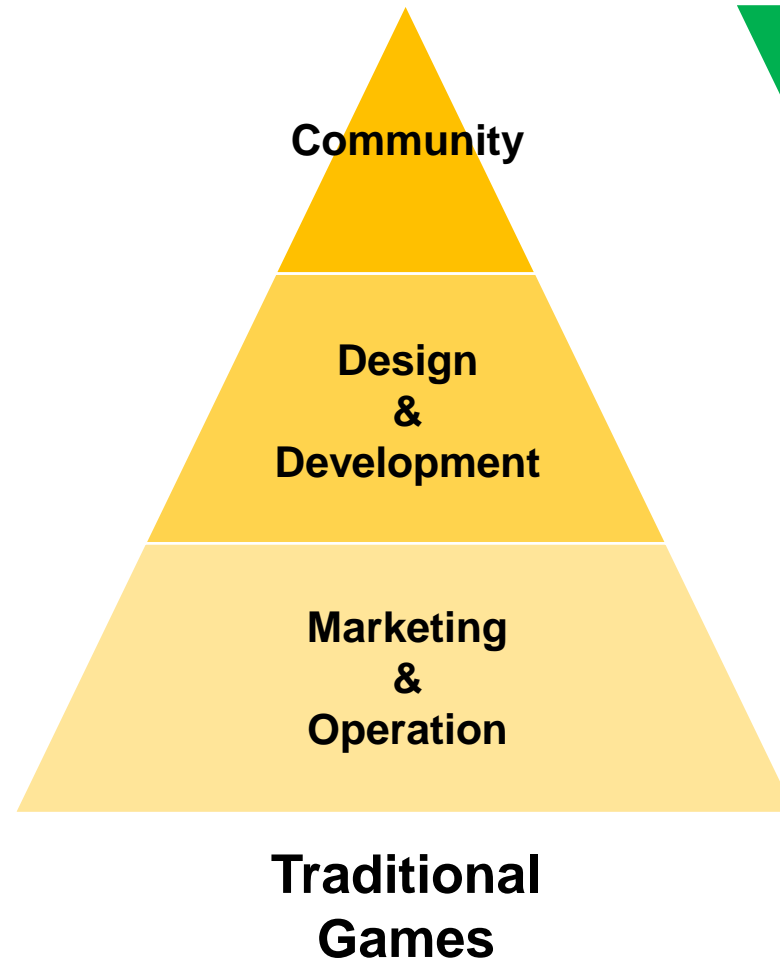 Community
Design
&
Development
Marketing
&
Operation
Traditional
Games